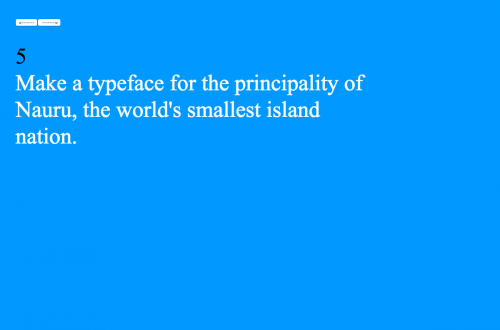 5
Make a typeface for the principality of
Nauru, the world's smallest island
nation.